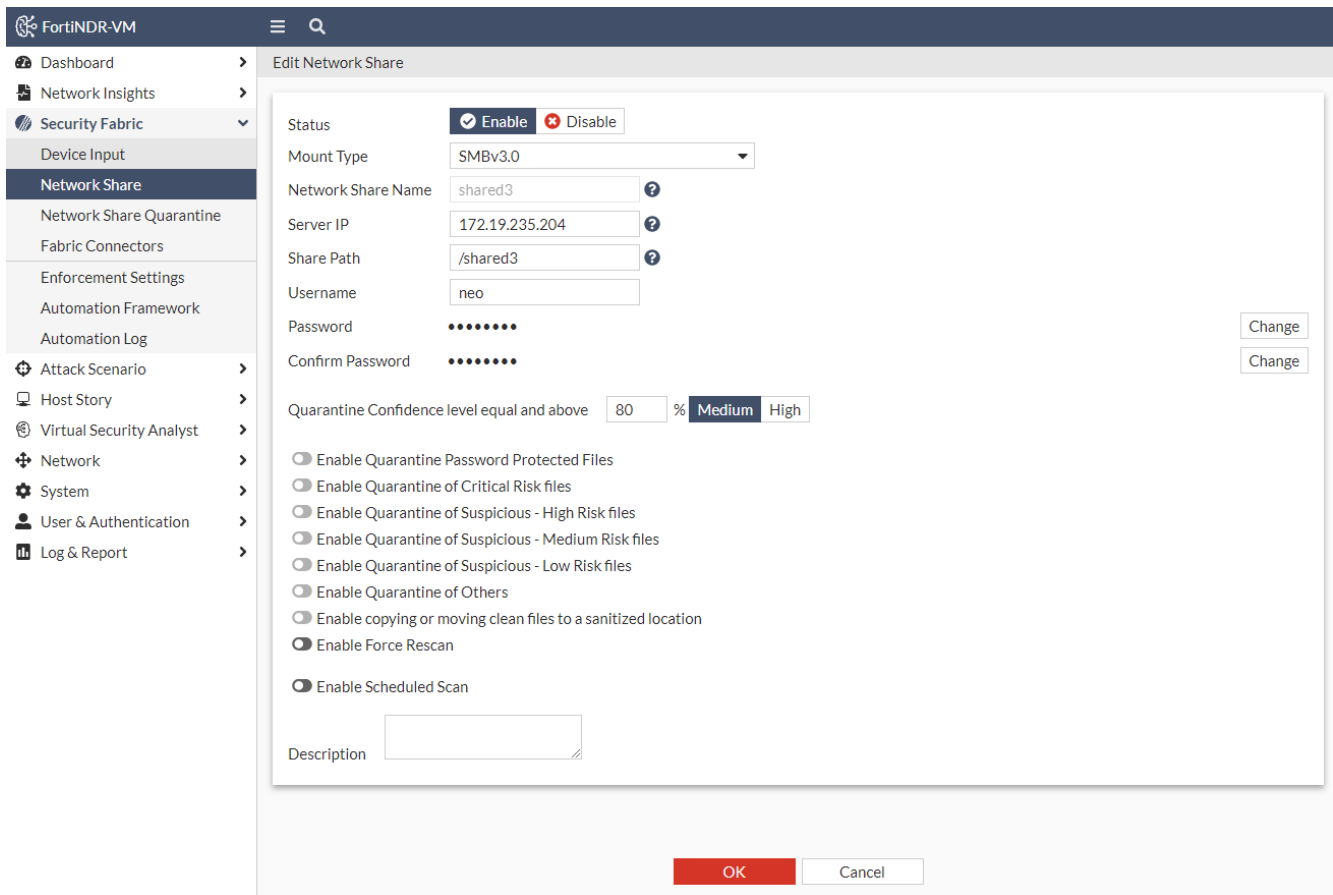 FortiNDR-VM
Dashboard
Network Insights
Security Fabric
Device Input
Network Share
Network Share Quarantine
Fabric Connectors
Enforcement Settings
Automation Framework
Automation Log
Attack Scenario
Host Story
Virtual Security Analyst
Network
System
User & Authentication
Log & Report
Edit Network Share
Status Enable Disable
Mount Type SMBv3.0
Network Share Name shared3 ?
Server IP 172.19.235.204 ?
Share Path /shared3 ?
Username neo
Password •••••••• Change
Confirm Password •••••••• Change
Quarantine Confidence level equal and above 80 % Medium High
Enable Quarantine Password Protected Files
Enable Quarantine of Critical Risk files
Enable Quarantine of Suspicious - High Risk files
Enable Quarantine of Suspicious - Medium Risk files
Enable Quarantine of Suspicious - Low Risk files
Enable Quarantine of Others
Enable copying or moving clean files to a sanitized location
Enable Force Rescan
Enable Scheduled Scan
Description
OK Cancel